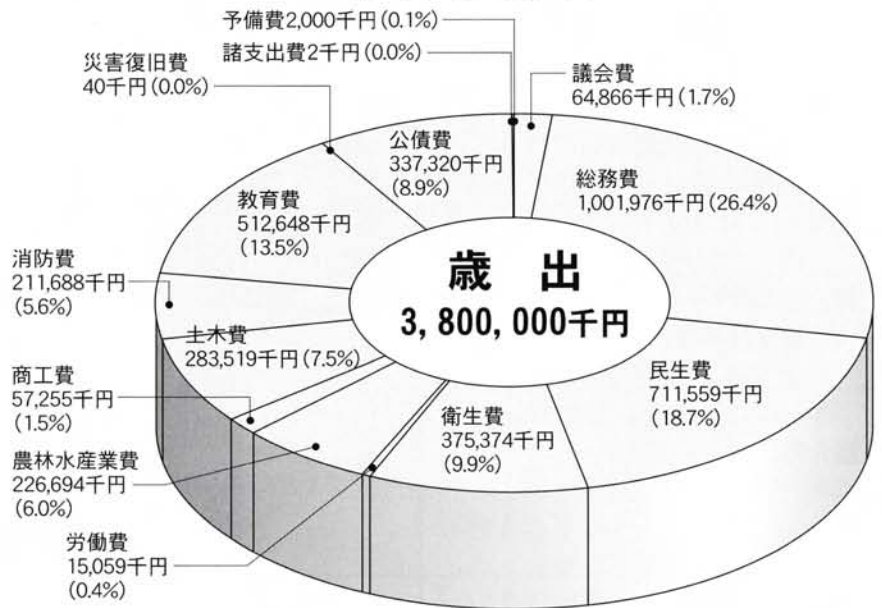 予備費2,000千円(0.1%)
諸支出費2千円(0.0%)
災害復旧費
40千円(0.0%)
議会費
64,866千円(1.7%)
公債費
337,320千円
(8.9%)
総務費
1,001,976千円(26.4%)
教育費
512,648千円
(13.5%)
消防費
211,688千円
(5.6%)
歳出
3,800,000千円
土木費
283,519千円(7.5%)
民生費
711,559千円
(18.7%)
商工費
57,255千円
(1.5%)
衛生費
375,374千円
(9.9%)
農林水産業費
226,694千円
(6.0%)
労働費
15,059千円
(0.4%)